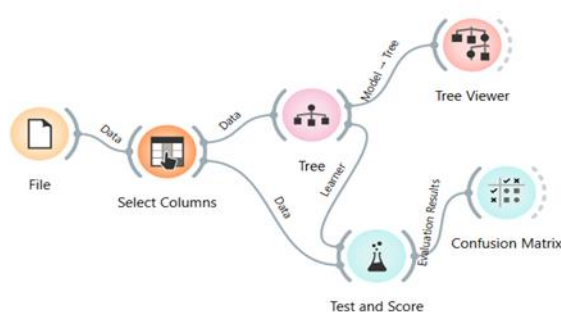 File
Data
Select Columns
Data
Data
Tree
Model → Tree
Learner
Tree Viewer
Test and Score
Evaluation Results
Confusion Matrix